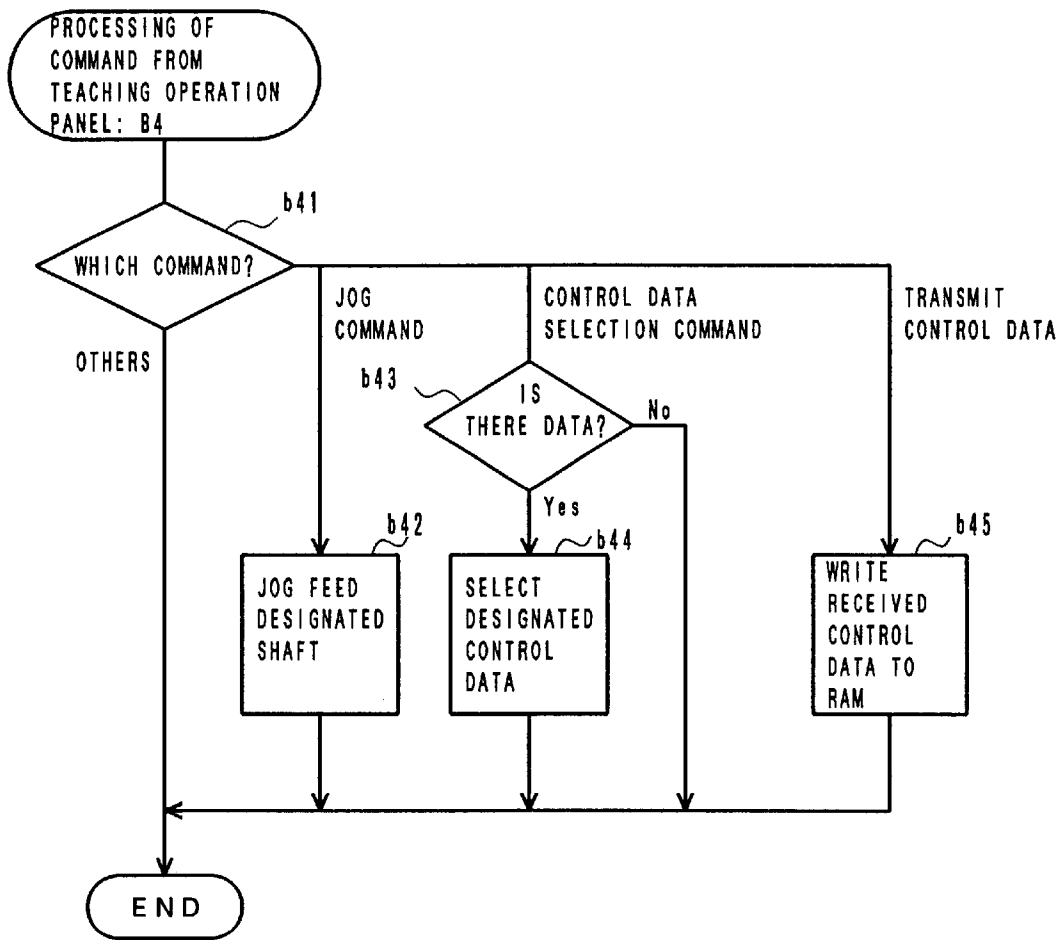 PROCESSING OF
COMMAND FROM
TEACHING OPERATION
PANEL: B4
b41
WHICH COMMAND?
OTHERS
JOG
COMMAND
CONTROL DATA
SELECTION COMMAND
TRANSMIT
CONTROL DATA
b43
IS
THERE DATA?
No
Yes
b42
JOG FEED
DESIGNATED
SHAFT
b44
SELECT
DESIGNATED
CONTROL
DATA
b45
WRITE
RECEIVED
CONTROL
DATA TO
RAM
END